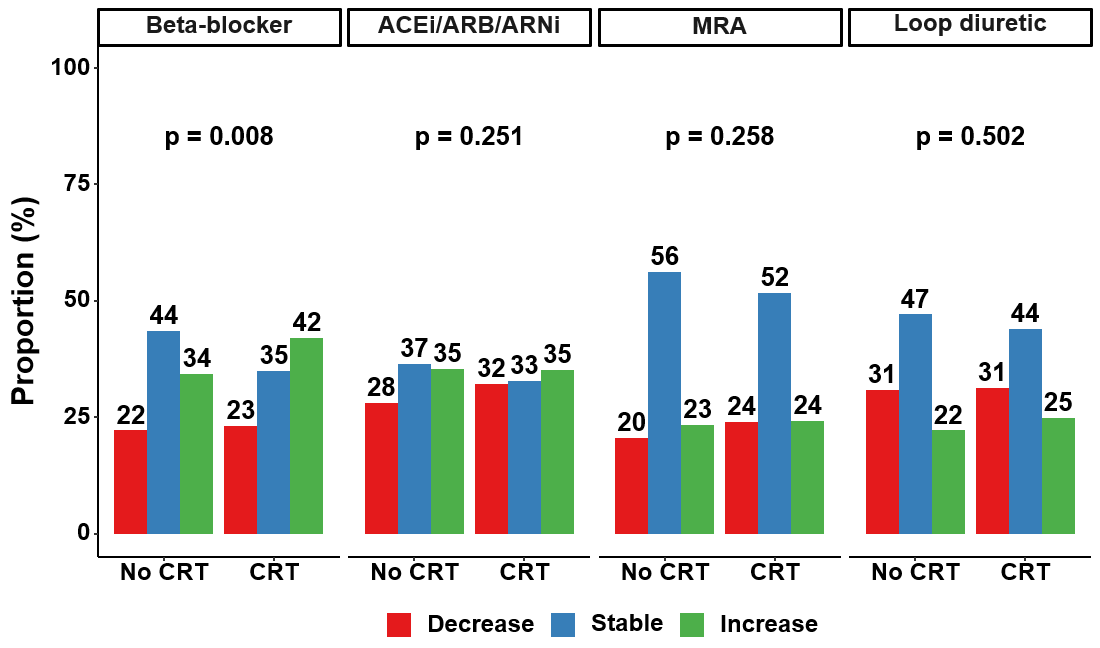 Beta-blocker ACEi/ARB/ARNi MRA Loop diuretic
100
p = 0.008 p = 0.251 p = 0.258 p = 0.502
75
50
25
0
Proportion (%)
22 44 34 23 35 42
28 37 35 32 33 35
20 56 23 24 52 24
31 47 22 31 44 25
No CRT CRT No CRT CRT No CRT CRT No CRT CRT
Decrease Stable Increase